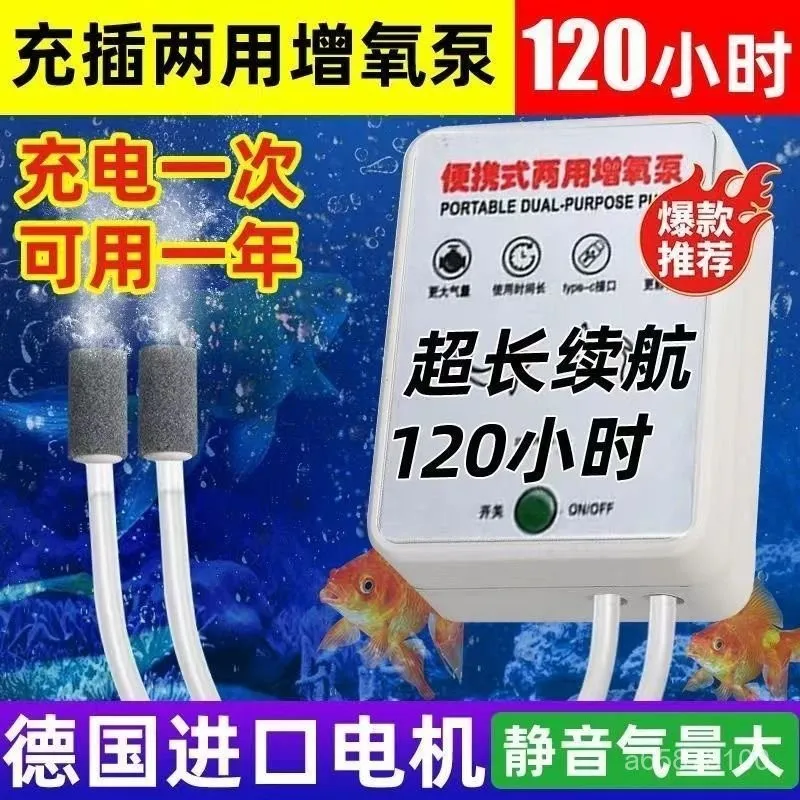 充插两用增氧泵
120小时
充电一次
可用一年
便携式两用增氧泵
PORTABLE DUAL-PURPOSE
爆款
推荐
更大气量
使用时间长
type-c接口
超长续航
120小时
开关
ON/OFF
德国进口电机
静音气量大